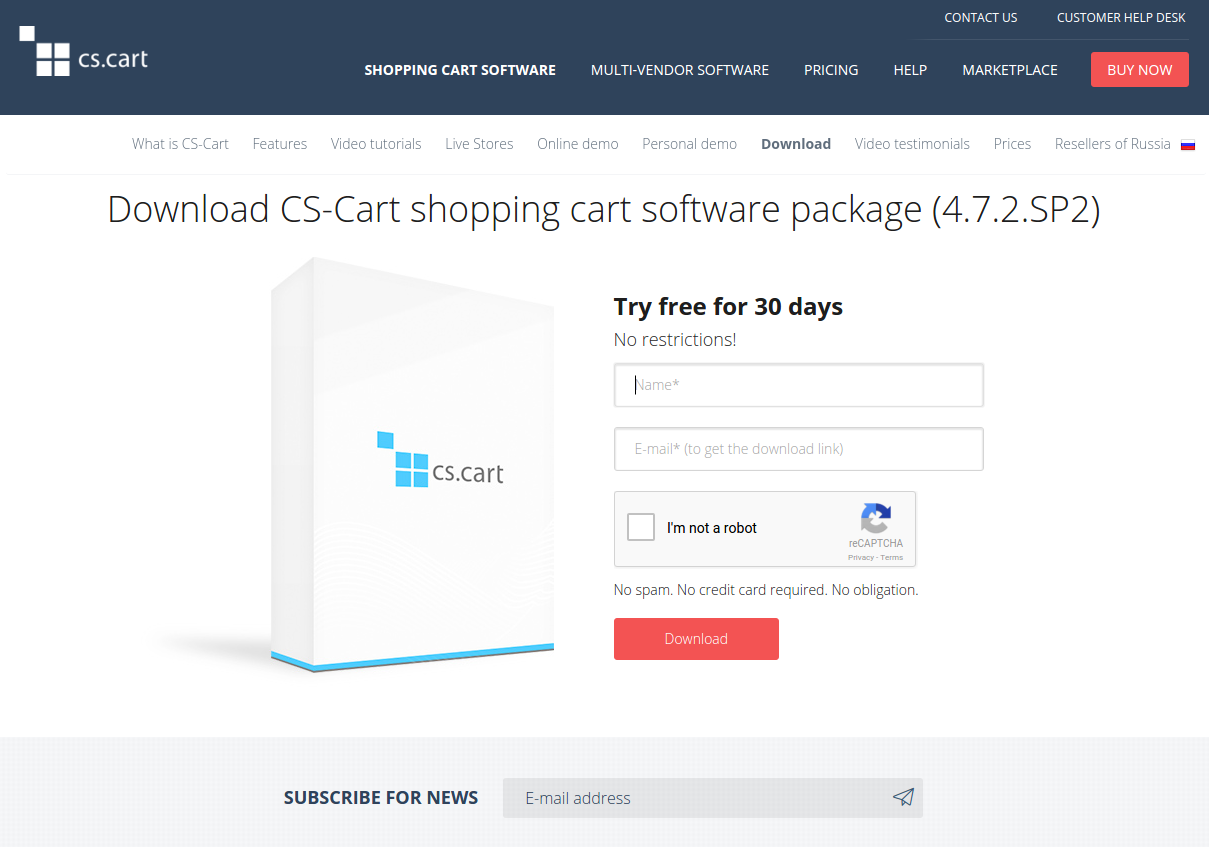 CONTACT US CUSTOMER HELP DESK
cs.cart
SHOPPING CART SOFTWARE MULTI-VENDOR SOFTWARE PRICING HELP MARKETPLACE BUY NOW
What is CS-Cart Features Video tutorials Live Stores Online demo Personal demo Download Video testimonials Prices Resellers of Russia
Download CS-Cart shopping cart software package (4.7.2.SP2)
cs.cart
Try free for 30 days
No restrictions!
Name*
E-mail* (to get the download link)
I'm not a robot
reCAPTCHA
Privacy - Terms
No spam. No credit card required. No obligation.
Download
SUBSCRIBE FOR NEWS E-mail address